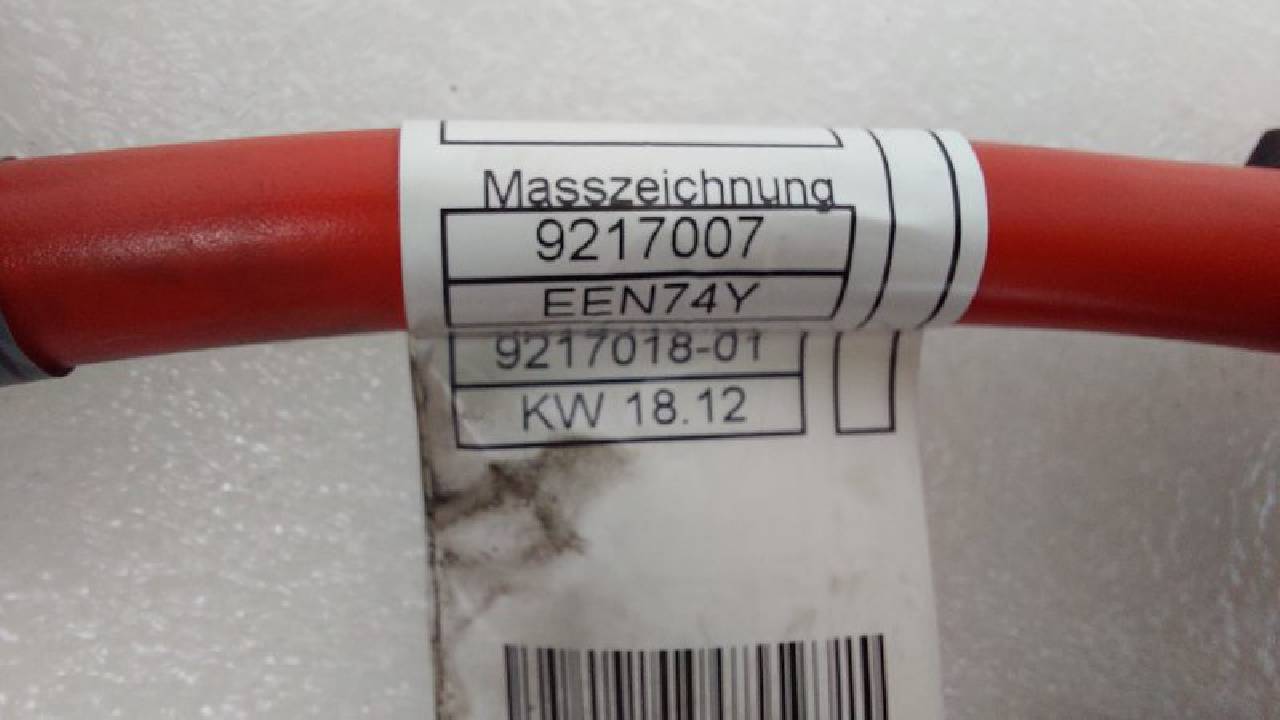 Masszeichnung
9217007
EEN74Y
9217018-01
KW 18.12